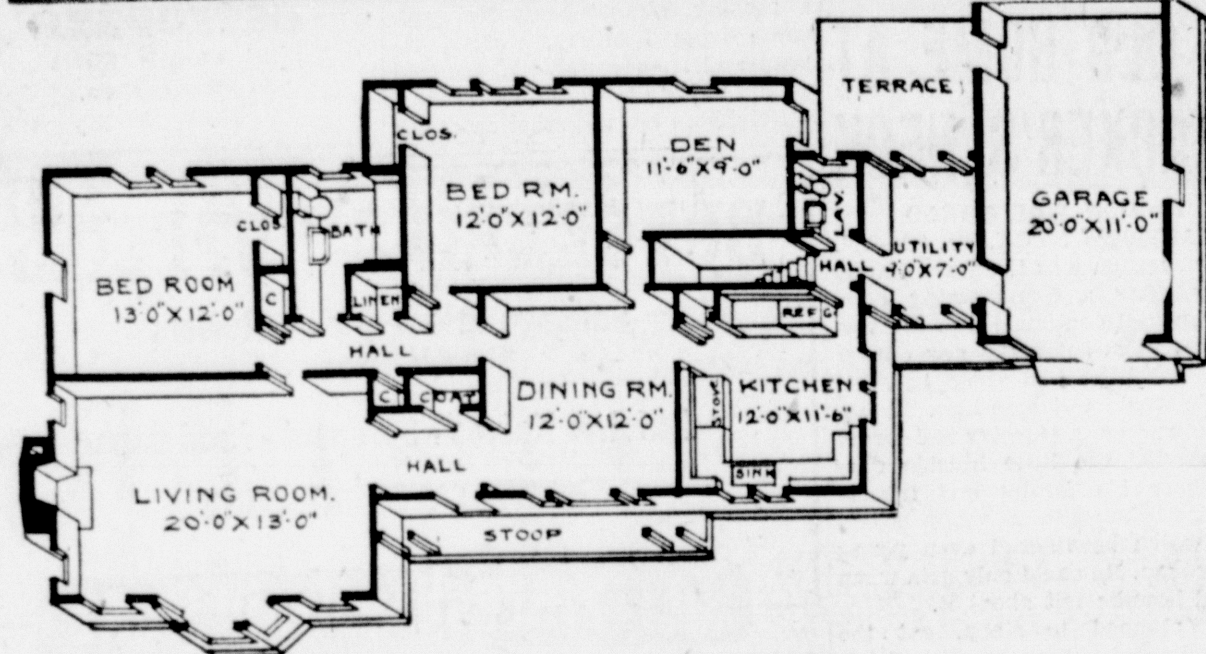 TERRACE
CLOS.
DEN
11'-6"X9'-0"
BED RM.
12'-0"X12'-0"
LAV.
GARAGE
20'-0"X11'-0"
CLOS.
BATH
UTILITY
9'-0"X7'-0"
HALL
BED ROOM
13'-0"X12'-0"
C
LINEN
REFG
HALL
DINING RM.
12'-0"X12'-0"
C
COAT
STOVE
KITCHEN
12'-0"X11'-6"
HALL
SINK
LIVING ROOM.
20'-0"X13'-0"
STOOP